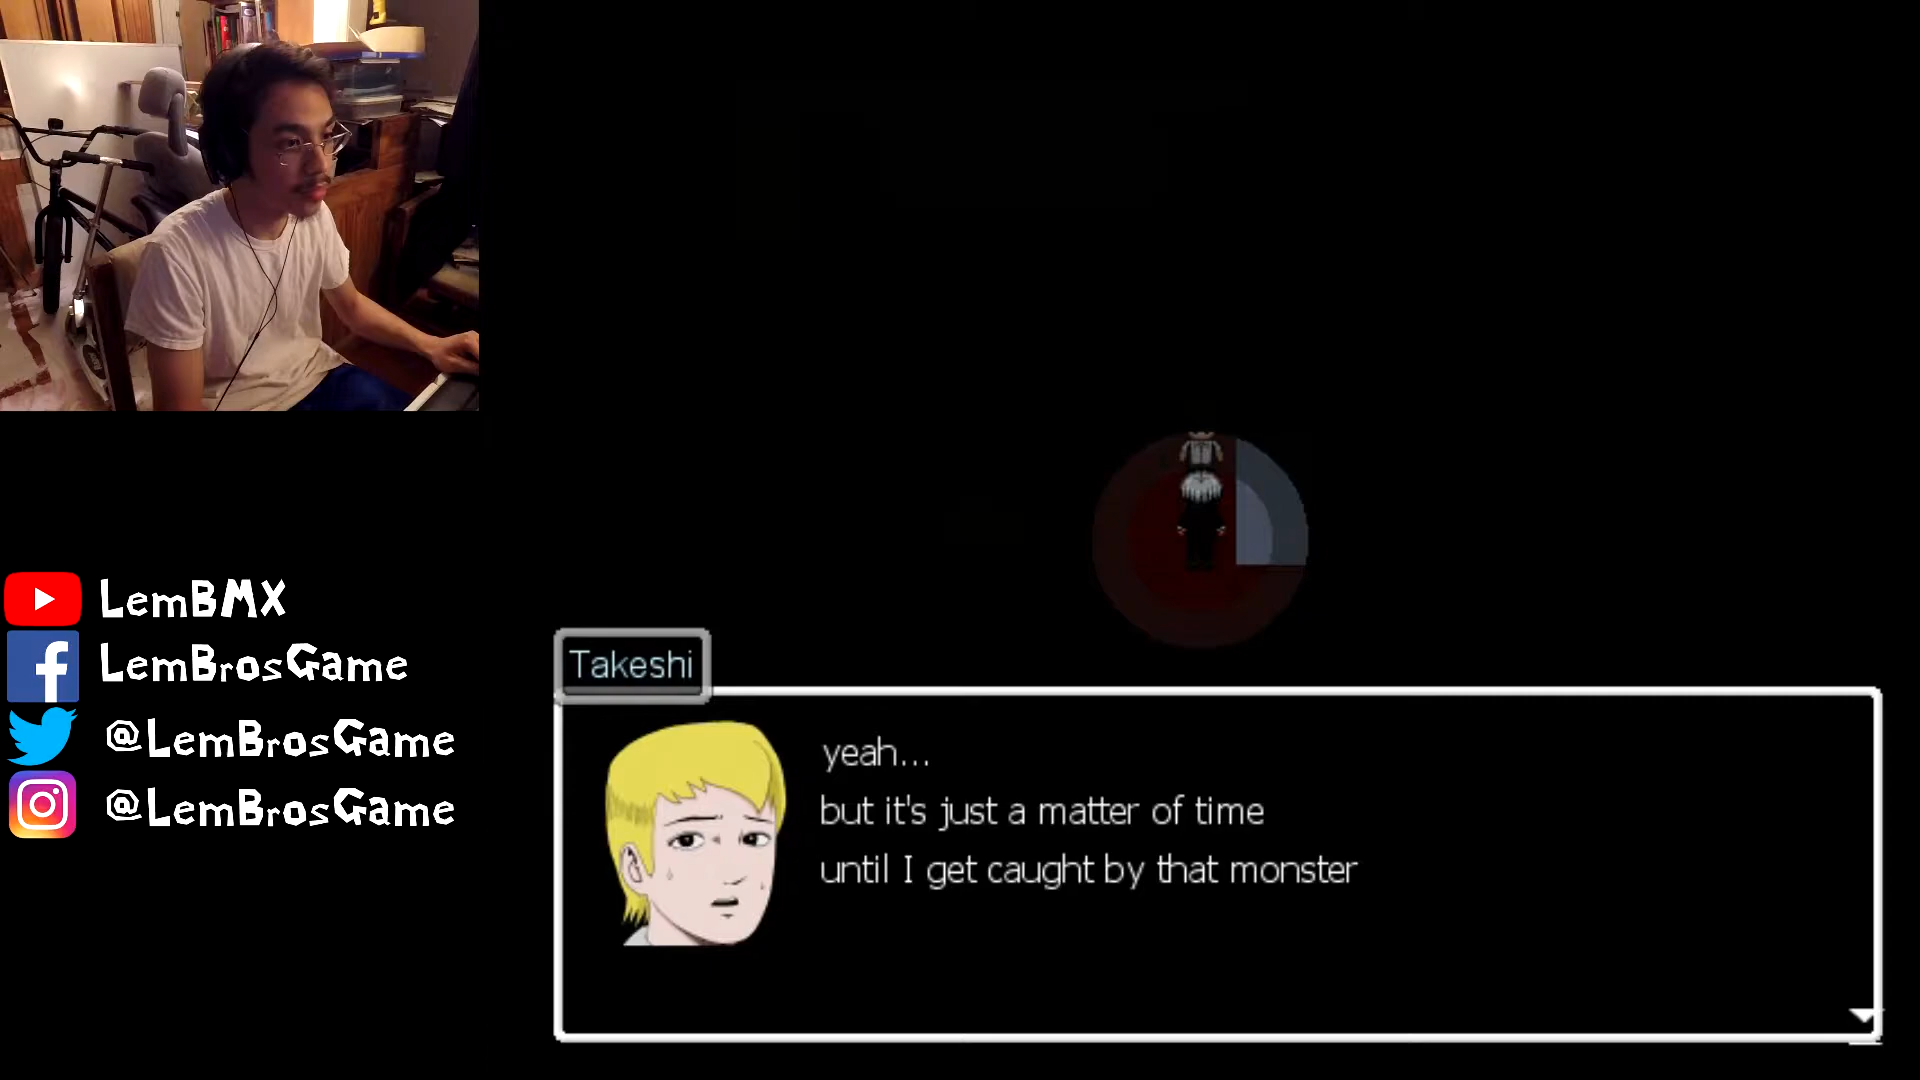 LemBMX
LemBrosGame
@LemBrosGame
@LemBrosGame
Takeshi
yeah...
but it's just a matter of time
until I get caught by that monster